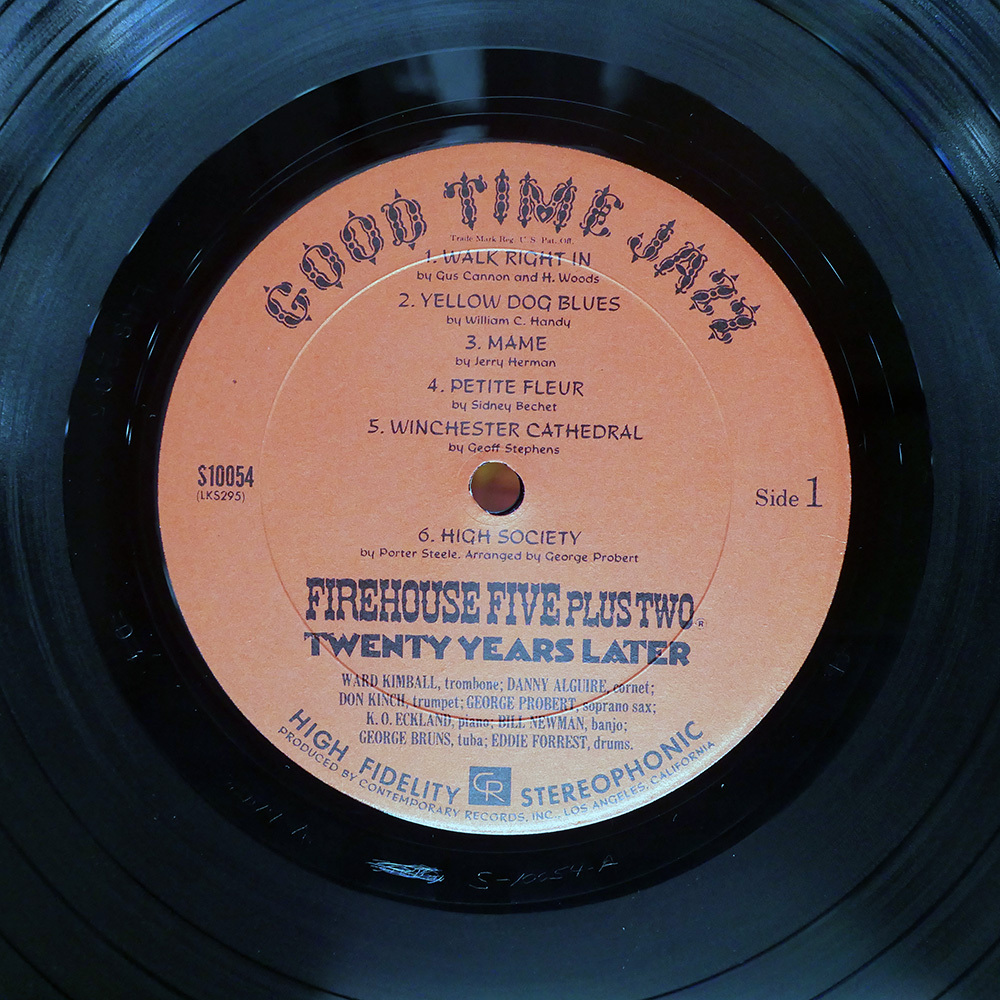 GOOD TIME JAZZ
Trade Mark Reg. U. S. Pat. Off.
1. WALK RIGHT IN
by Gus Cannon and H. Woods
2. YELLOW DOG BLUES
by William C. Handy
3. MAME
by Jerry Herman
4. PETITE FLEUR
by Sidney Bechet
5. WINCHESTER CATHEDRAL
by Geoff Stephens
S10054
(LKS295)
Side 1
6. HIGH SOCIETY
by Porter Steele. Arranged by George Probert
FIREHOUSE FIVE PLUS TWO ®
TWENTY YEARS LATER
WARD KIMBALL, trombone; DANNY ALGUIRE, cornet;
DON KINCH, trumpet; GEORGE PROBERT, soprano sax;
K. O. ECKLAND, piano; BILL NEWMAN, banjo;
GEORGE BRUNS, tuba; EDDIE FORREST, drums.
HIGH FIDELITY CR STEREOPHONIC
PRODUCED BY CONTEMPORARY RECORDS, INC., LOS ANGELES, CALIFORNIA
S-10054-A